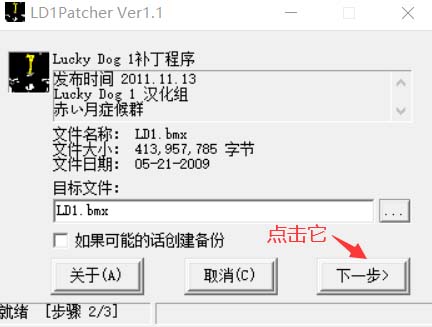 LD1Patcher Ver1.1
Lucky Dog 1补丁程序
发布时间 2011.11.13
Lucky Dog 1 汉化组
赤い月症候群
文件名称: LD1.bmx
文件大小: 413,957,785 字节
文件日期: 05-21-2009
目标文件:
LD1.bmx
...
如果可能的话创建备份
点击它
关于(A)
取消(C)
下一步>
就绪 [步骤 2/3]